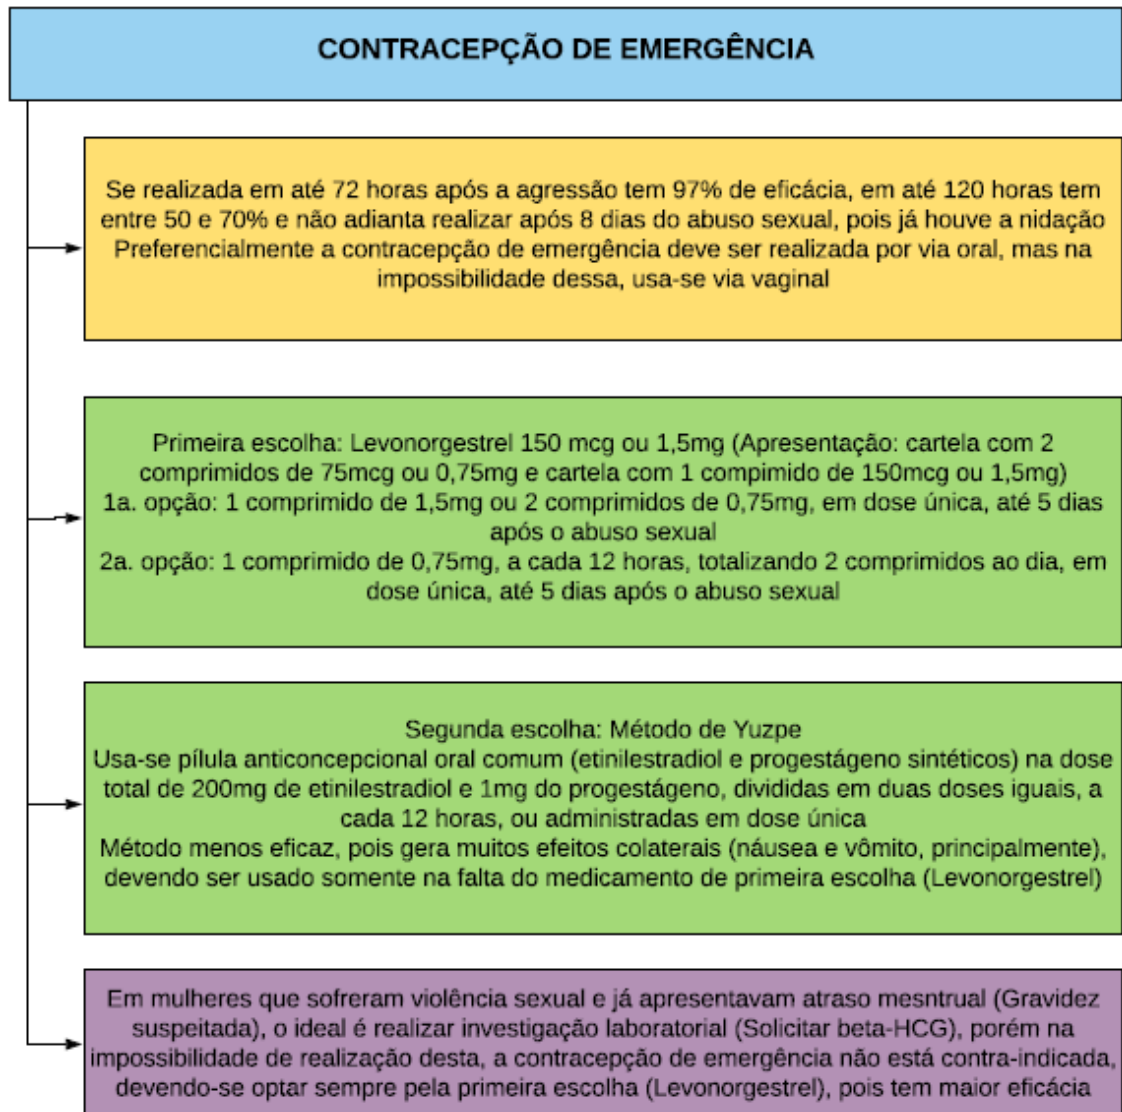 CONTRACEPÇÃO DE EMERGÊNCIA
Se realizada em até 72 horas após a agressão tem 97% de eficácia, em até 120 horas tem
entre 50 e 70% e não adianta realizar após 8 dias do abuso sexual, pois já houve a nidação
Preferencialmente a contracepção de emergência deve ser realizada por via oral, mas na
impossibilidade dessa, usa-se via vaginal
Primeira escolha: Levonorgestrel 150 mcg ou 1,5mg (Apresentação: cartela com 2
comprimidos de 75mcg ou 0,75mg e cartela com 1 compimido de 150mcg ou 1,5mg)
1a. opção: 1 comprimido de 1,5mg ou 2 comprimidos de 0,75mg, em dose única, até 5 dias
após o abuso sexual
2a. opção: 1 comprimido de 0,75mg, a cada 12 horas, totalizando 2 comprimidos ao dia, em
dose única, até 5 dias após o abuso sexual
Segunda escolha: Método de Yuzpe
Usa-se pílula anticoncepcional oral comum (etinilestradiol e progestágeno sintéticos) na dose
total de 200mg de etinilestradiol e 1mg do progestágeno, divididas em duas doses iguais, a
cada 12 horas, ou administradas em dose única
Método menos eficaz, pois gera muitos efeitos colaterais (náusea e vômito, principalmente),
devendo ser usado somente na falta do medicamento de primeira escolha (Levonorgestrel)
Em mulheres que sofreram violência sexual e já apresentavam atraso mesntrual (Gravidez
suspeitada), o ideal é realizar investigação laboratorial (Solicitar beta-HCG), porém na
impossibilidade de realização desta, a contracepção de emergência não está contra-indicada,
devendo-se optar sempre pela primeira escolha (Levonorgestrel), pois tem maior eficácia